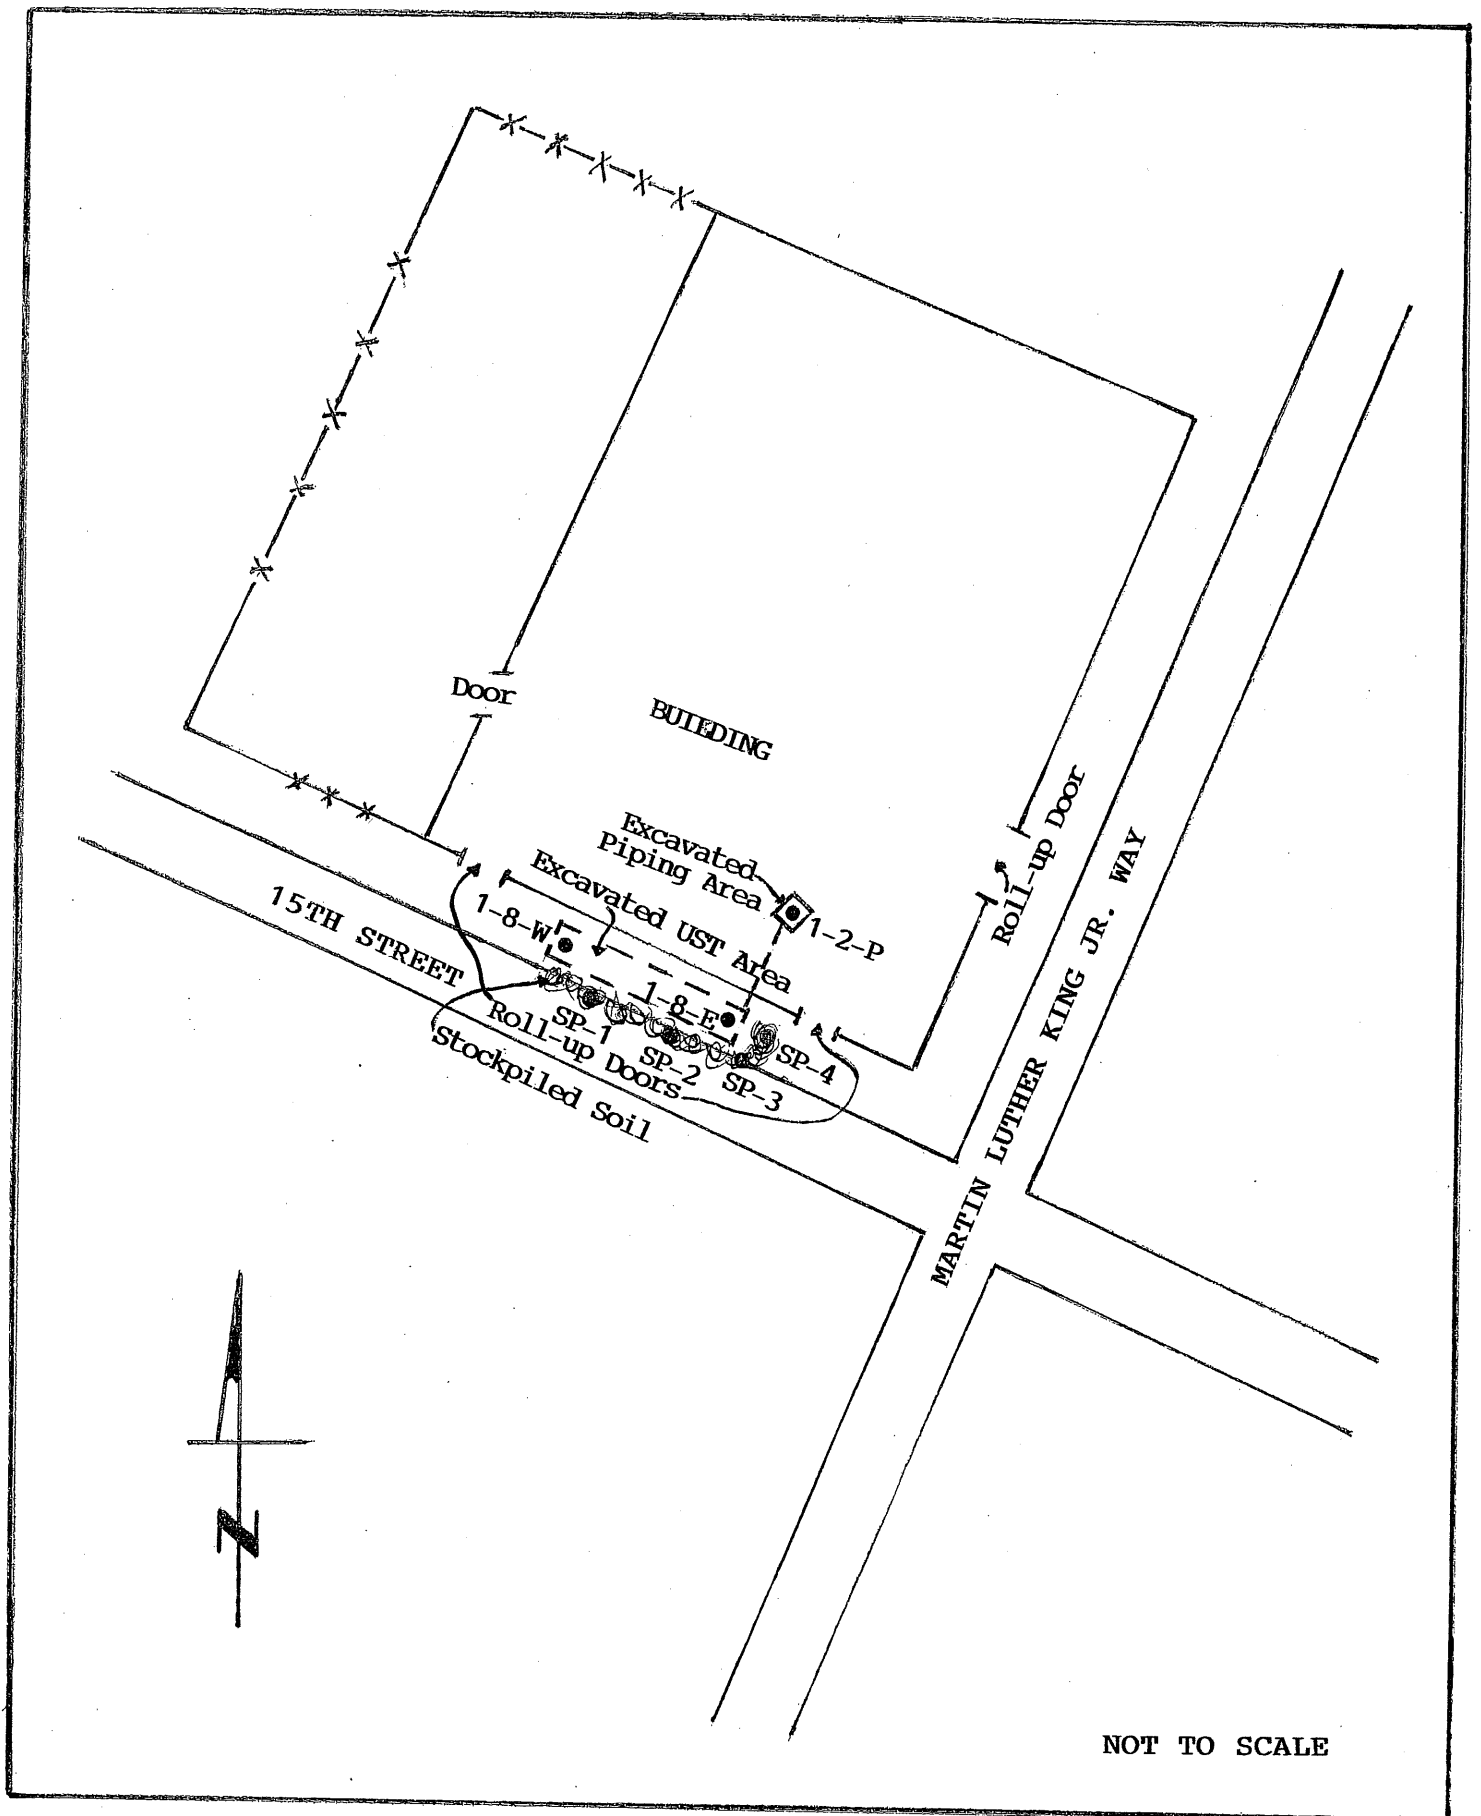 Door
BUILDING
Excavated
Piping Area
1-2-P
Excavated UST Area
1-8-W
1-8-E
15TH STREET
SP-1
SP-2
SP-3
SP-4
Roll-up Doors
Stockpiled Soil
Roll-up Door
MARTIN LUTHER KING JR. WAY
N
NOT TO SCALE